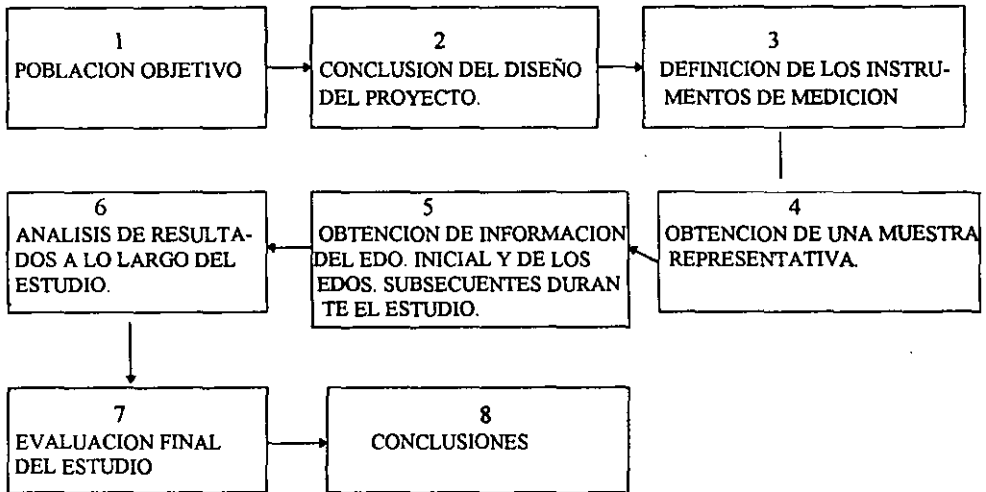 1
POBLACION OBJETIVO
2
CONCLUSION DEL DISEÑO
DEL PROYECTO.
3
DEFINICION DE LOS INSTRU-
MENTOS DE MEDICION
4
OBTENCION DE UNA MUESTRA
REPRESENTATIVA.
5
OBTENCION DE INFORMACION
DEL EDO. INICIAL Y DE LOS
EDOS. SUBSECUENTES DURAN
TE EL ESTUDIO.
6
ANALISIS DE RESULTA-
DOS A LO LARGO DEL
ESTUDIO.
7
EVALUACION FINAL
DEL ESTUDIO
8
CONCLUSIONES